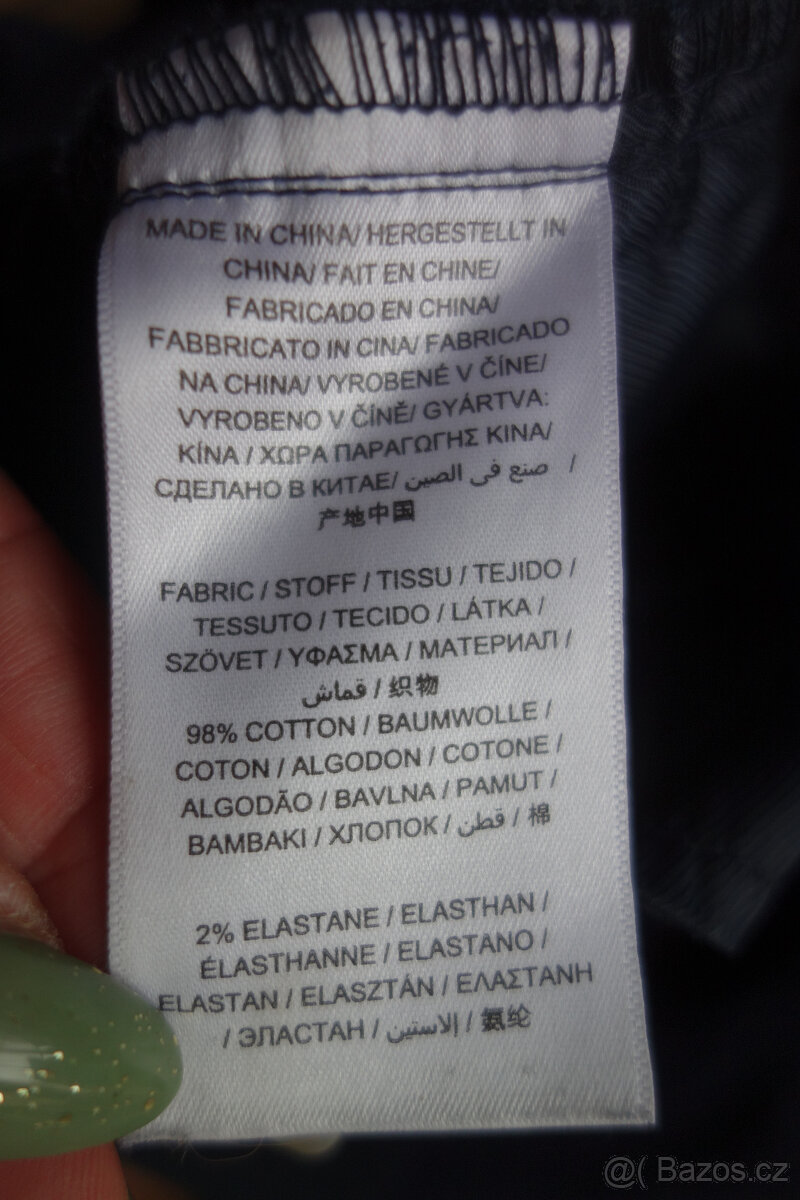 MADE IN CHINA/ HERGESTELLT IN
CHINA/ FAIT EN CHINE/
FABRICADO EN CHINA/
FABBRICATO IN CINA/ FABRICADO
NA CHINA/ VYROBENÉ V ČÍNE/
VYROBENO V ČÍNĚ/ GYÁRTVA:
KÍNA / ΧΩΡΑ ΠΑΡΑΓΩΓΗΣ ΚΙΝΑ/
СДЕЛАНО В КИТАЕ/ صنع في الصين /
产地中国
FABRIC / STOFF / TISSU / TEJIDO /
TESSUTO / TECIDO / LÁTKA /
SZÖVET / ΥΦΑΣΜΑ / МАТЕРИАЛ /
قماش / 织物
98% COTTON / BAUMWOLLE /
COTON / ALGODON / COTONE /
ALGODÃO / BAVLNA / PAMUT /
BAMBAKI / ХЛОПОК / قطن / 棉
2% ELASTANE / ELASTHAN /
ÉLASTHANNE / ELASTANO /
ELASTAN / ELASZTÁN / ΕΛΑΣΤΑΝΗ
/ ЭЛАСТАН / إلاستين / 氨纶
@( Bazos.cz